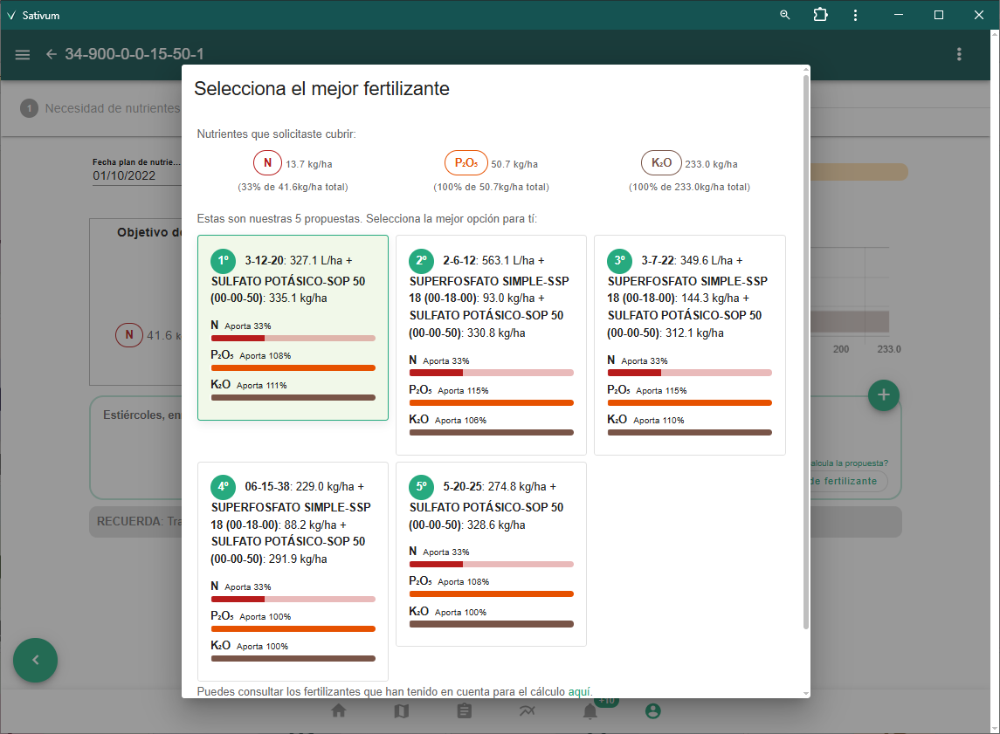 Sativum
34-900-0-0-15-50-1
1 Necesidad de nutrientes
Fecha plan de nutrie...
01/10/2022
Objetivo de
N 41.6 k
Estiércoles, en
RECUERDA: Tra
200 233.0
alcula la propuesta?
de fertilizante
Selecciona el mejor fertilizante
Nutrientes que solicitaste cubrir:
N 13.7 kg/ha
(33% de 41.6kg/ha total)
P₂O₅ 50.7 kg/ha
(100% de 50.7kg/ha total)
K₂O 233.0 kg/ha
(100% de 233.0kg/ha total)
Estas son nuestras 5 propuestas. Selecciona la mejor opción para tí:
1º 3-12-20: 327.1 L/ha +
SULFATO POTÁSICO-SOP 50
(00-00-50): 335.1 kg/ha
N Aporta 33%
P₂O₅ Aporta 108%
K₂O Aporta 111%
2º 2-6-12: 563.1 L/ha +
SUPERFOSFATO SIMPLE-SSP
18 (00-18-00): 93.0 kg/ha +
SULFATO POTÁSICO-SOP 50
(00-00-50): 330.8 kg/ha
N Aporta 33%
P₂O₅ Aporta 115%
K₂O Aporta 106%
3º 3-7-22: 349.6 L/ha +
SUPERFOSFATO SIMPLE-SSP
18 (00-18-00): 144.3 kg/ha +
SULFATO POTÁSICO-SOP 50
(00-00-50): 312.1 kg/ha
N Aporta 33%
P₂O₅ Aporta 115%
K₂O Aporta 110%
4º 06-15-38: 229.0 kg/ha +
SUPERFOSFATO SIMPLE-SSP
18 (00-18-00): 88.2 kg/ha +
SULFATO POTÁSICO-SOP 50
(00-00-50): 291.9 kg/ha
N Aporta 33%
P₂O₅ Aporta 100%
K₂O Aporta 100%
5º 5-20-25: 274.8 kg/ha +
SULFATO POTÁSICO-SOP 50
(00-00-50): 328.6 kg/ha
N Aporta 33%
P₂O₅ Aporta 108%
K₂O Aporta 100%
Puedes consultar los fertilizantes que han tenido en cuenta para el cálculo aquí.
+10